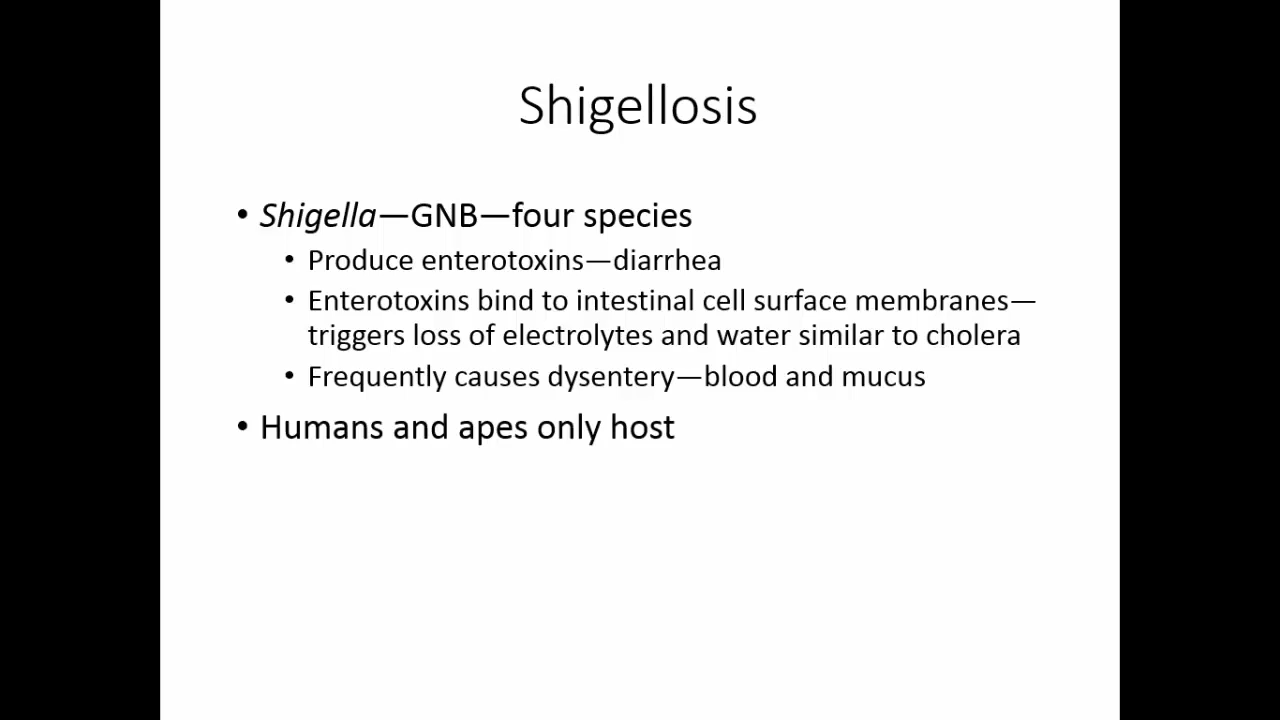 Shigellosis
• Shigella—GNB—four species
• Produce enterotoxins—diarrhea
• Enterotoxins bind to intestinal cell surface membranes—
triggers loss of electrolytes and water similar to cholera
• Frequently causes dysentery—blood and mucus
• Humans and apes only host